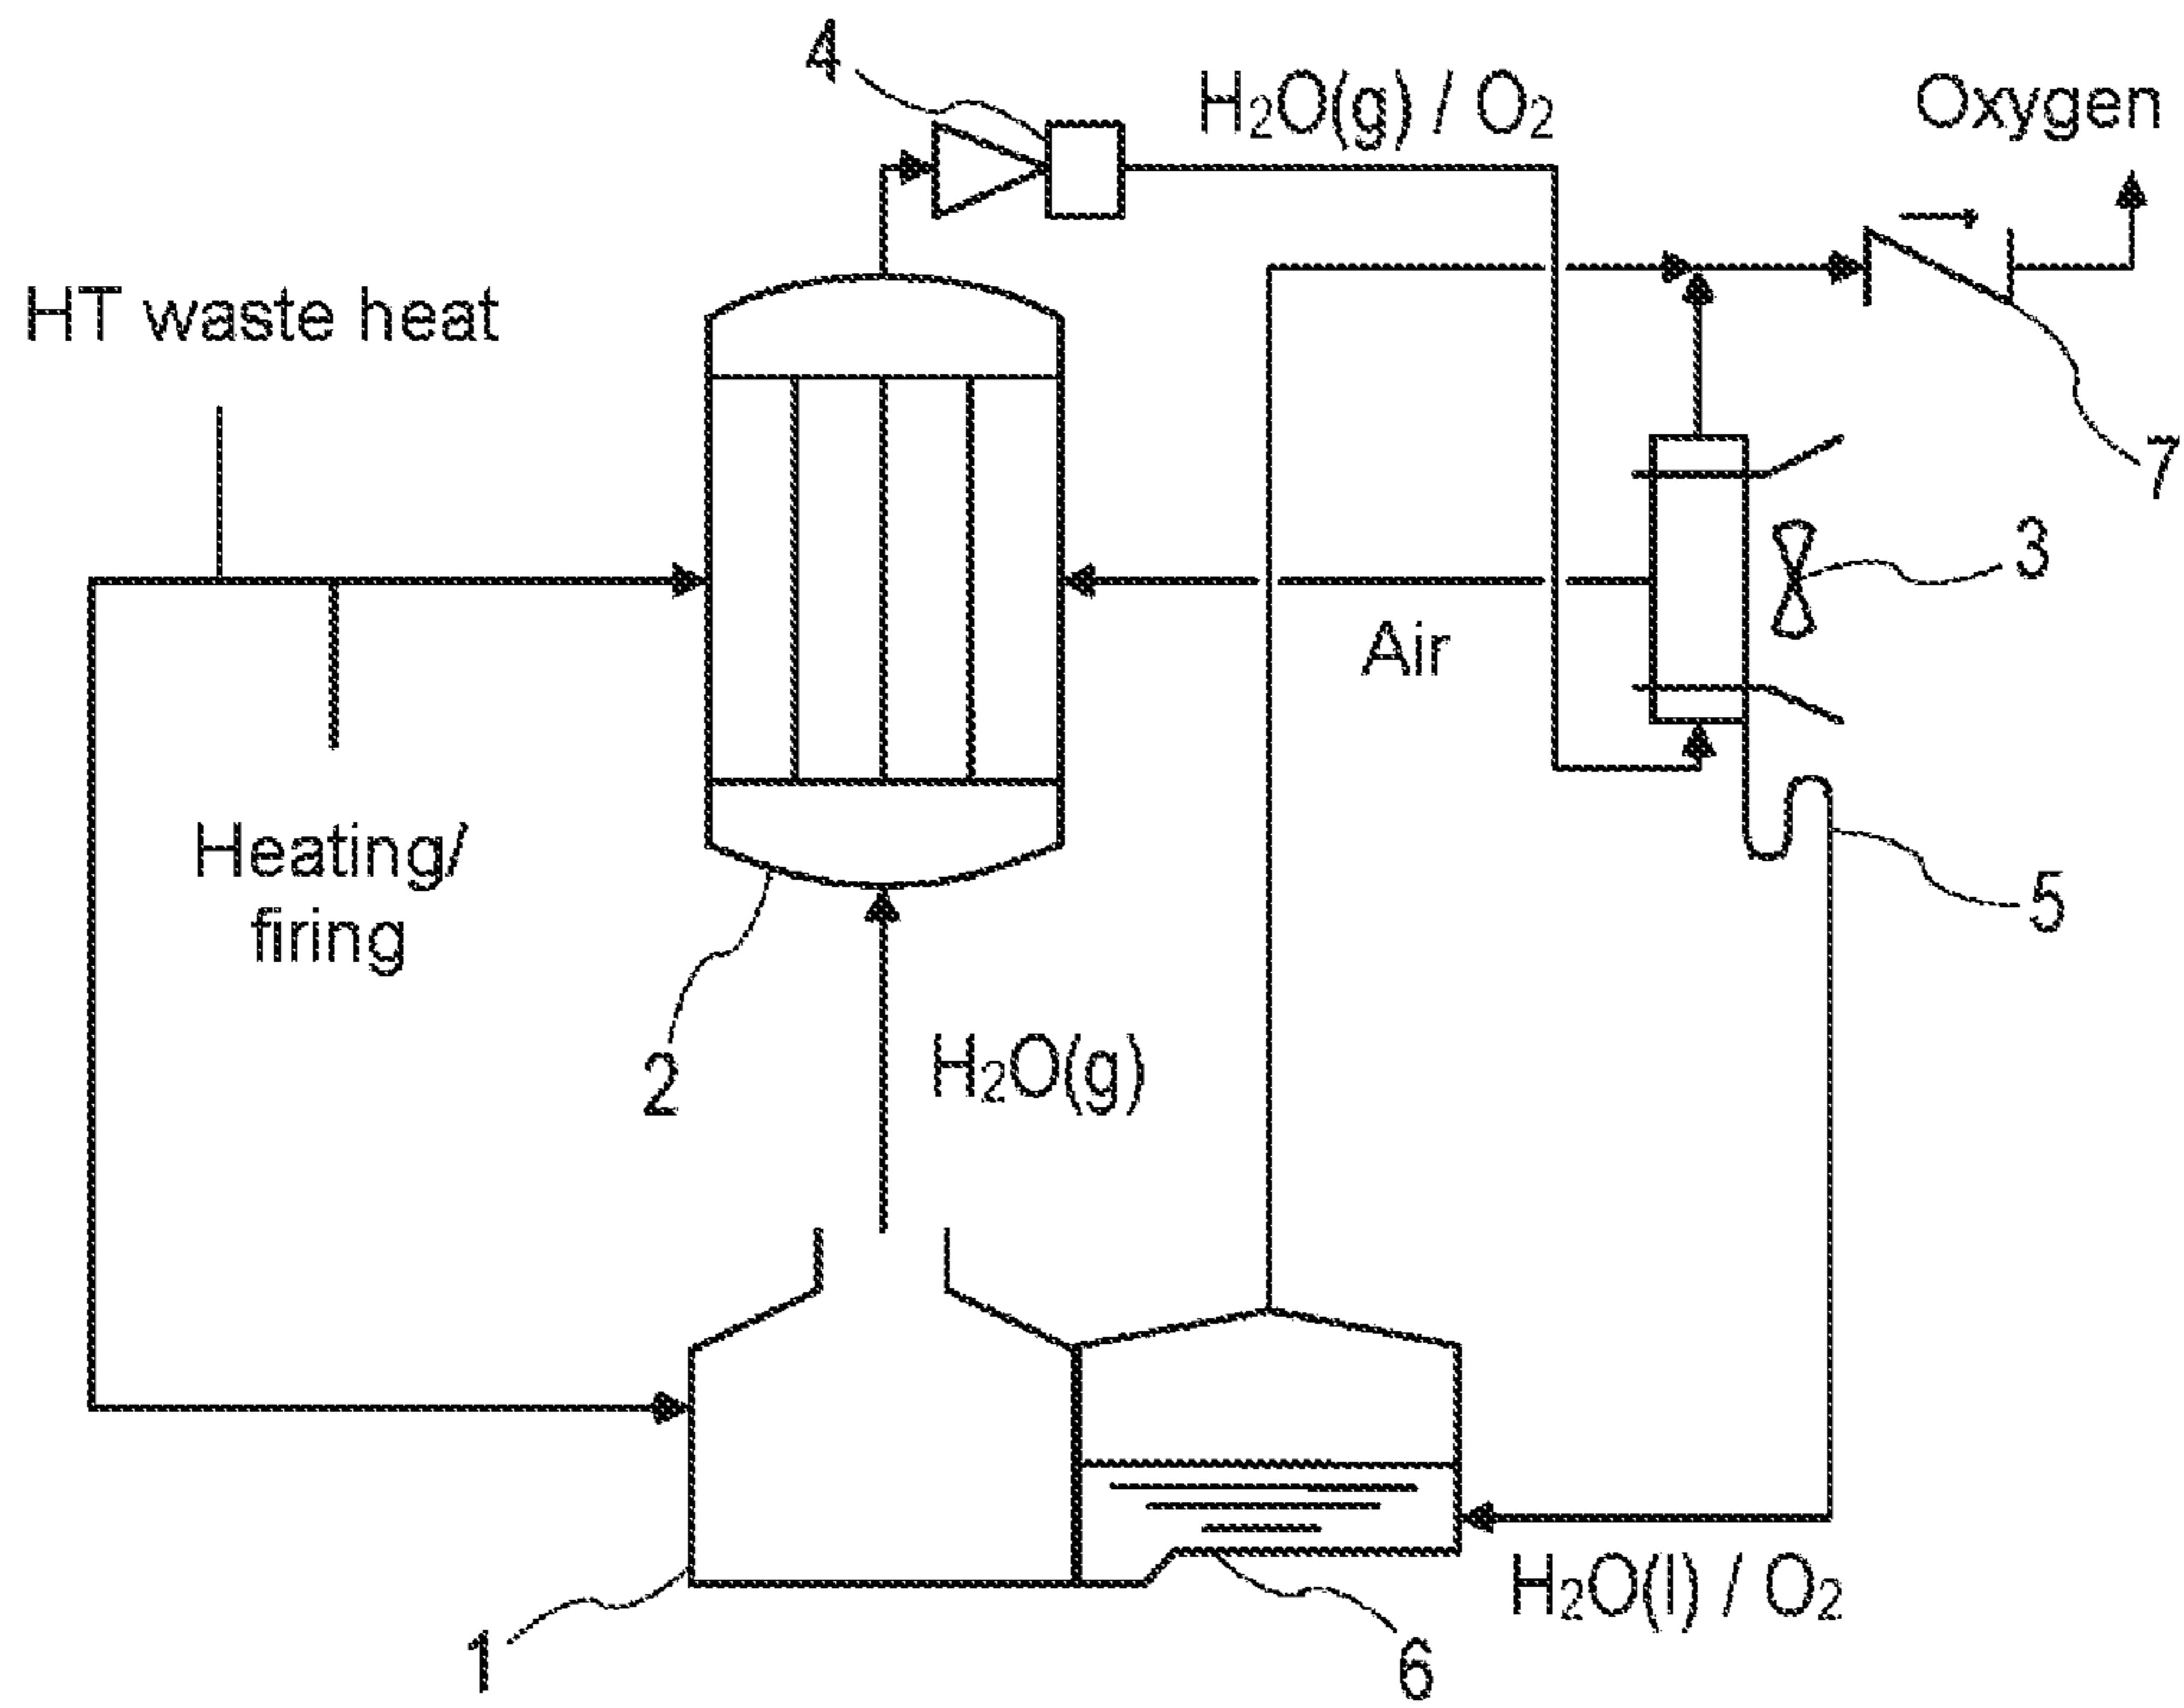 4
H₂O(g) / O₂
Oxygen
HT waste heat
7
3
Air
Heating/
firing
5
2
H₂O(g)
H₂O(l) / O₂
1
6